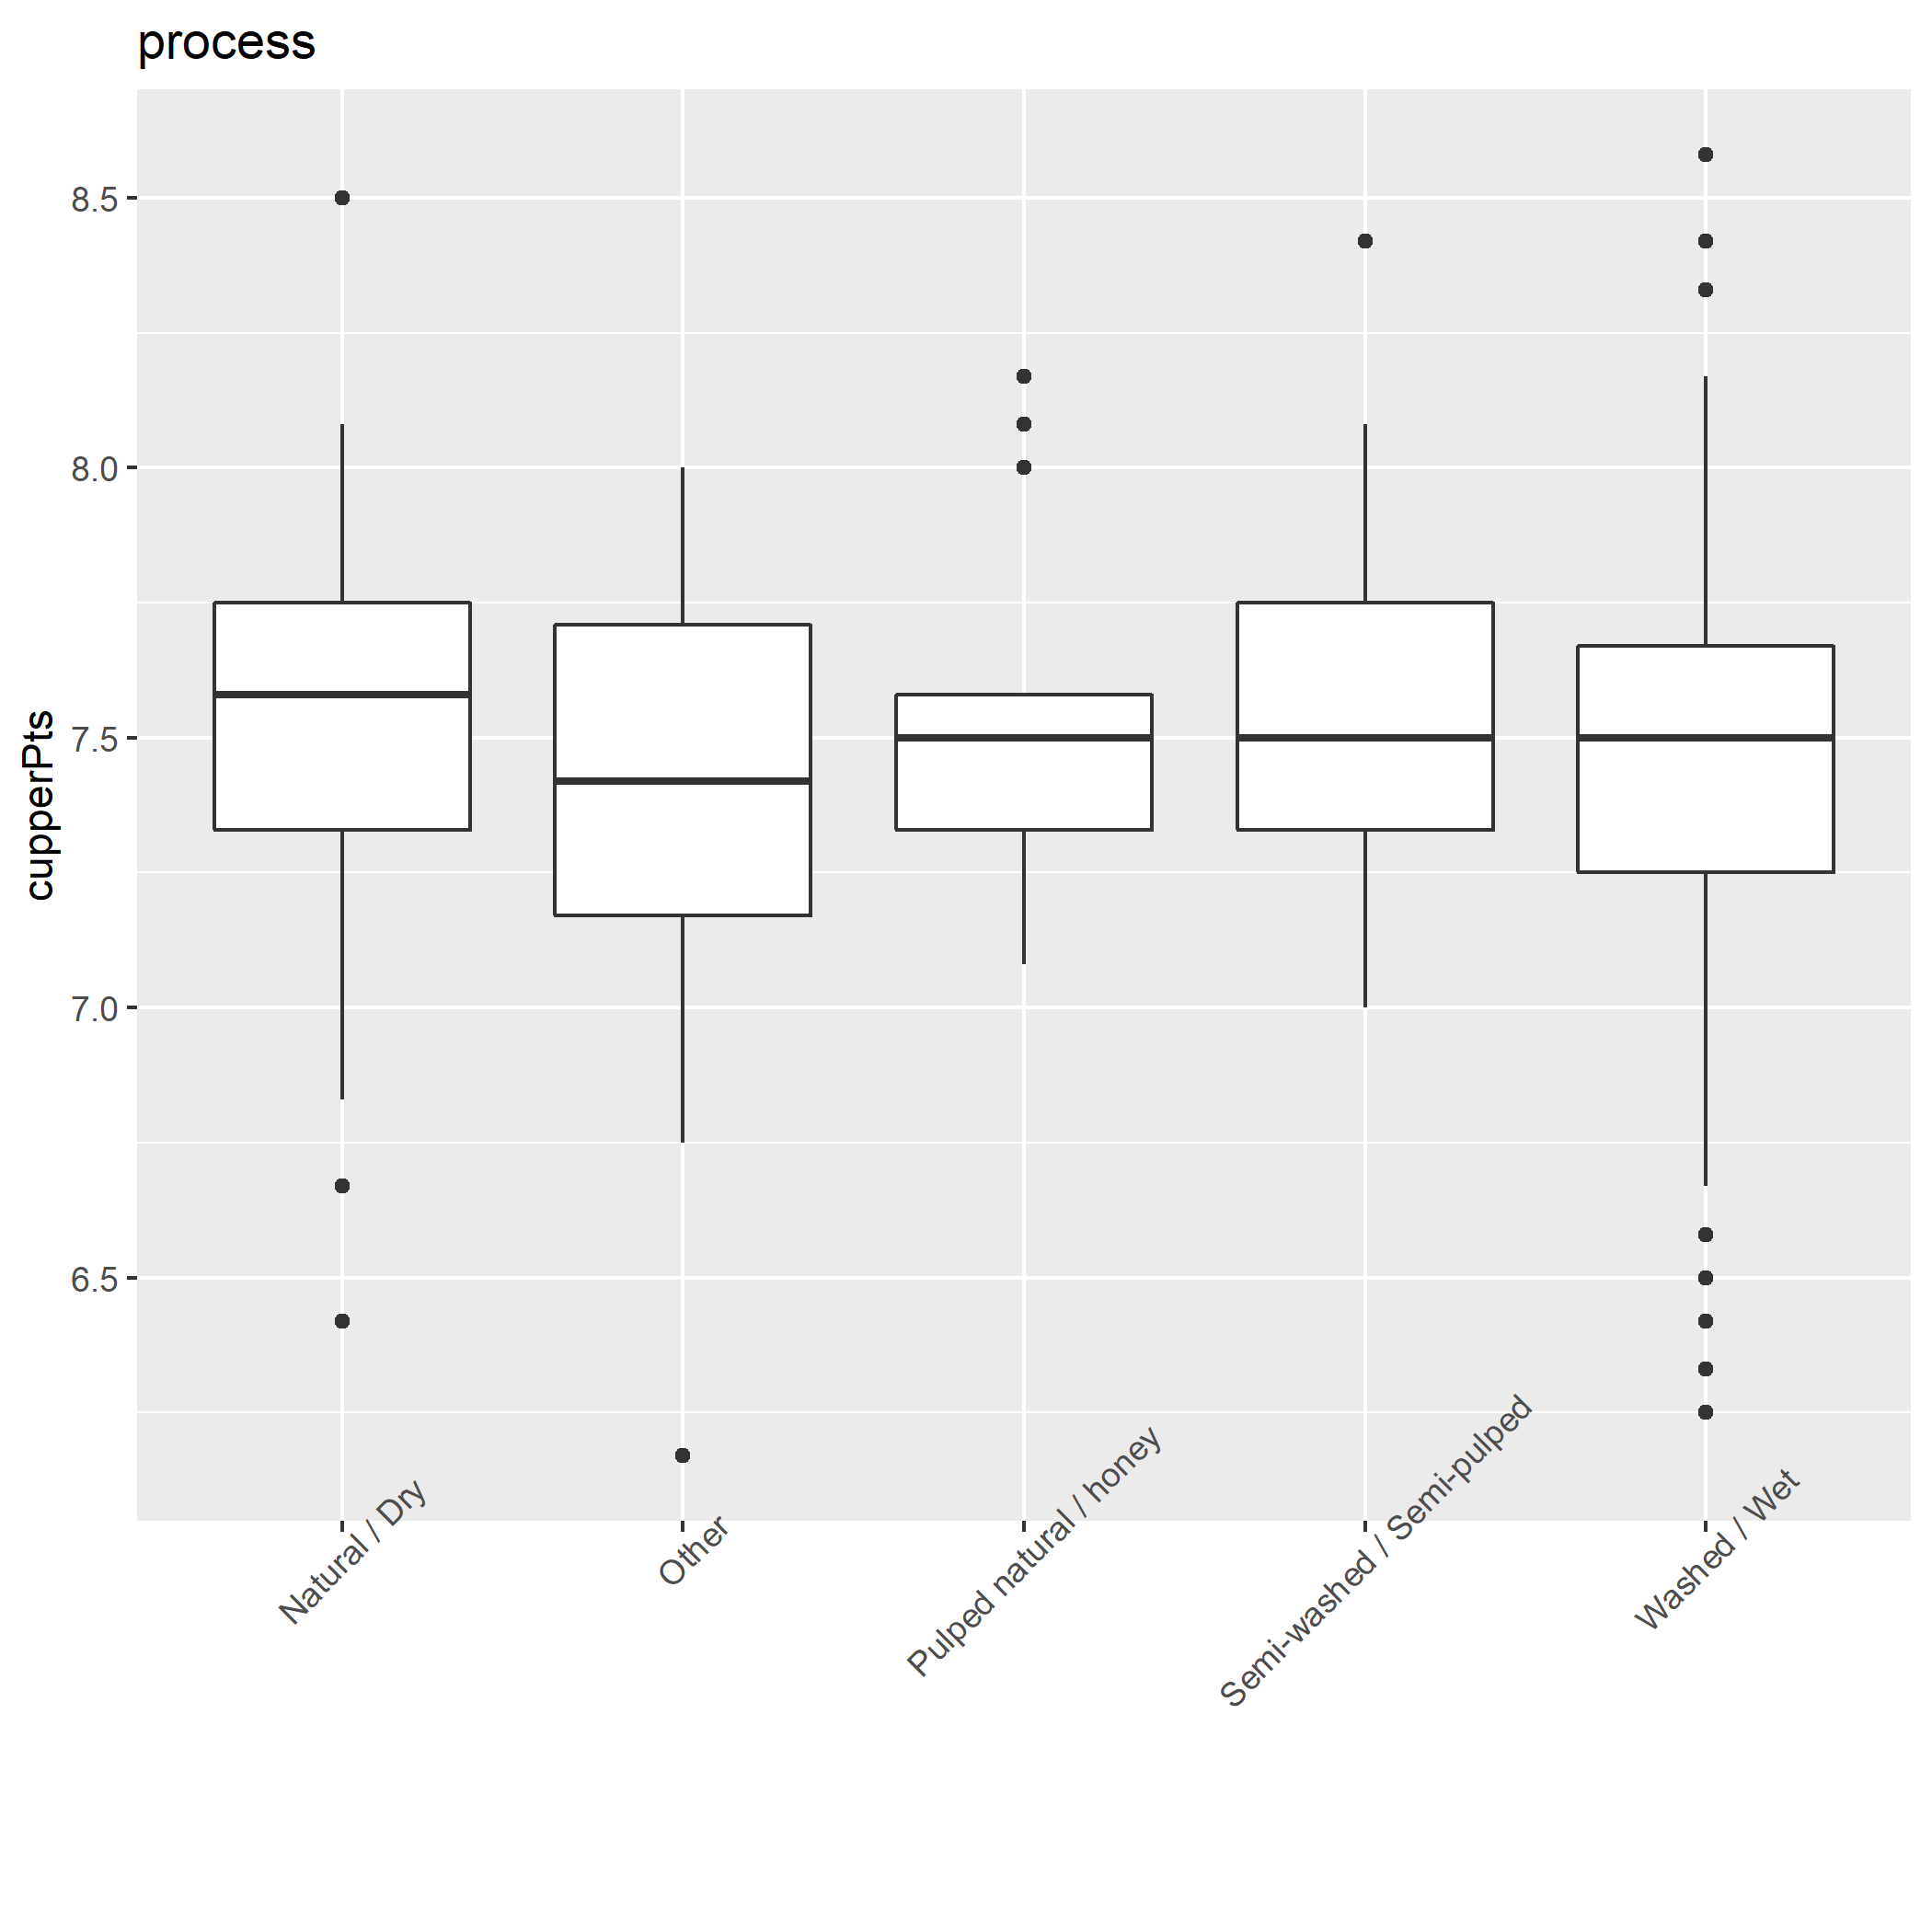 process
cupperPts
8.5
8.0
7.5
7.0
6.5
Natural / Dry
Other
Pulped natural / honey
Semi-washed / Semi-pulped
Washed / Wet